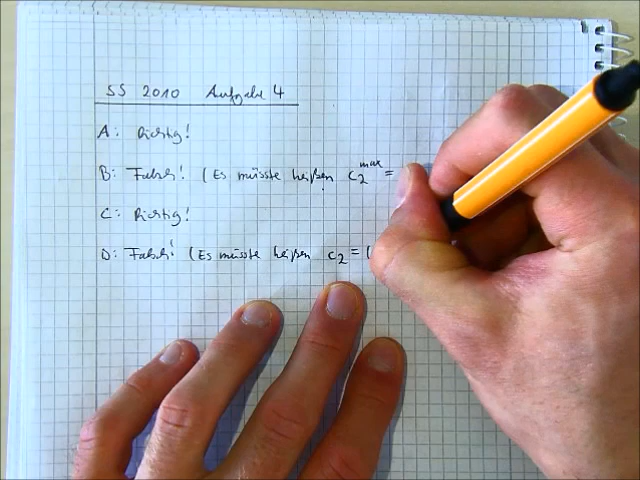 SS 2010 Aufgabe 4
A: Richtig!
B: Falsch! (Es müsste heißen c₂ᵐᵃˣ =
C: Richtig!
D: Falsch! (Es müsste heißen c₂ = (